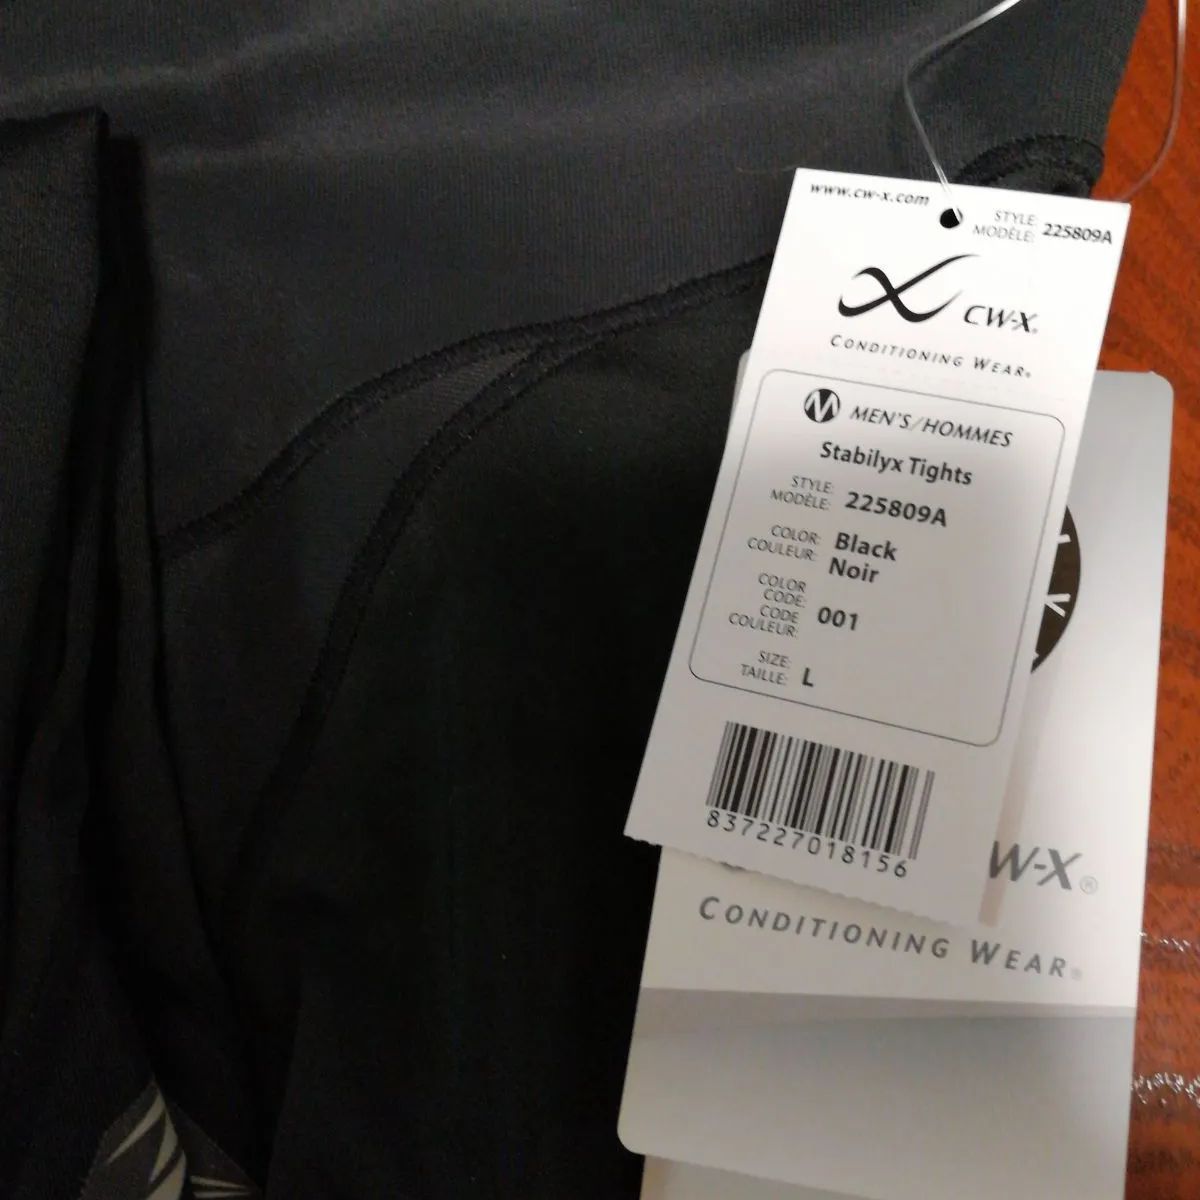 www.cw-x.com
STYLE:
MODÈLE: 225809A
CW-X®
CONDITIONING WEAR®
M MEN'S/HOMMES
Stabilyx Tights
STYLE:
MODÈLE: 225809A
COLOR: Black
COULEUR: Noir
COLOR
CODE:
CODE 001
COULEUR:
SIZE:
TAILLE: L
837227018156
W-X®
CONDITIONING WEAR®